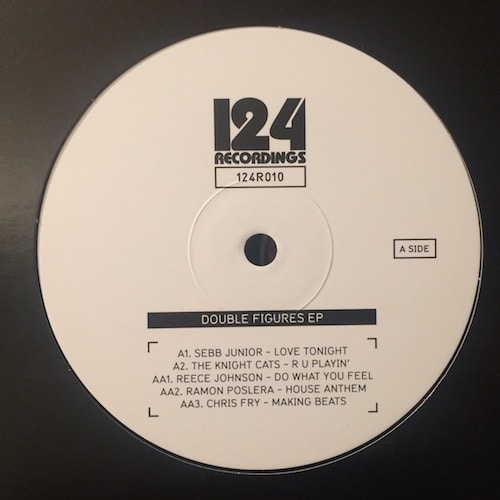 124
RECORDINGS
124R010
A SIDE
DOUBLE FIGURES EP
A1. SEBB JUNIOR – LOVE TONIGHT
A2. THE KNIGHT CATS – R U PLAYIN'
AA1. REECE JOHNSON – DO WHAT YOU FEEL
AA2. RAMON POSLERA – HOUSE ANTHEM
AA3. CHRIS FRY – MAKING BEATS